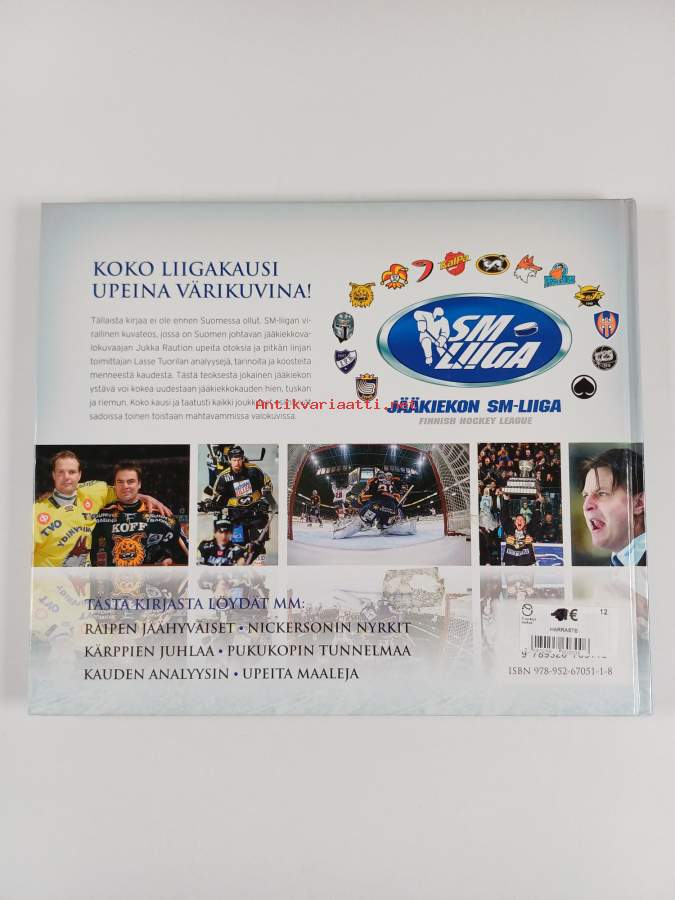 KOKO LIIGAKAUSI
UPEINA VÄRIKUVINA!
Tällaista kirjaa ei ole ennen Suomessa ollut. SM-liigan vi-
rallinen kuvateos, jossa on Suomen johtavan jääkiekkova-
lokuvaajan Jukka Raution upeita otoksia ja pitkän linjan
toimittajan Lasse Tuorilan analyysejä, tarinoita ja koosteita
menneestä kaudesta. Tästä teoksesta jokainen jääkiekon
ystävä voi kokea uudestaan jääkiekkokauden hien, tuskan
ja riemun. Koko kausi ja taatusti kaikki
sadoissa toinen toistaan mahtavammissa valokuvissa.
Antikvariaatti.net
KalPa
HIFK
SM-
LIIGA
JÄÄKIEKON SM-LIIGA
FINNISH HOCKEY LEAGUE
TVO
KOFF
TÄSTÄ KIRJASTA LÖYDÄT MM:
RAIPEN JÄÄHYVÄISET • NICKERSONIN NYRKIT
KÄRPPIEN JUHLAA • PUKUKOPIN TUNNELMAA
KAUDEN ANALYYSIN • UPEITA MAALEJA
€
12
HARRASTE
ISBN 978-952-67051-1-8